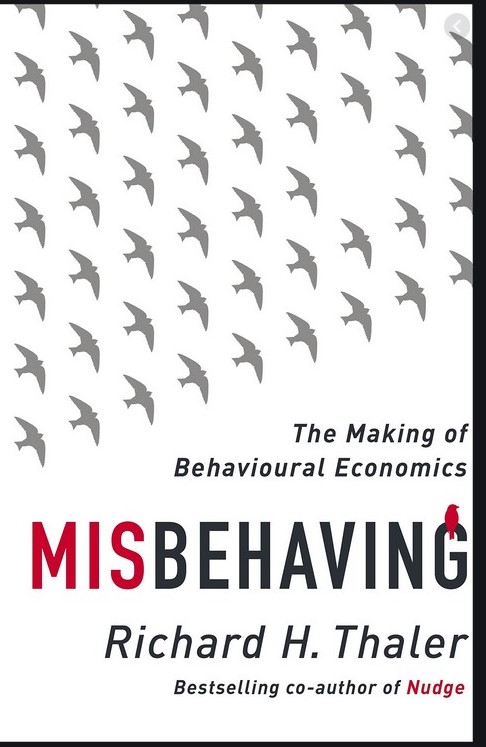 The Making of
Behavioural Economics
MISBEHAVING
Richard H. Thaler
Bestselling co-author of Nudge